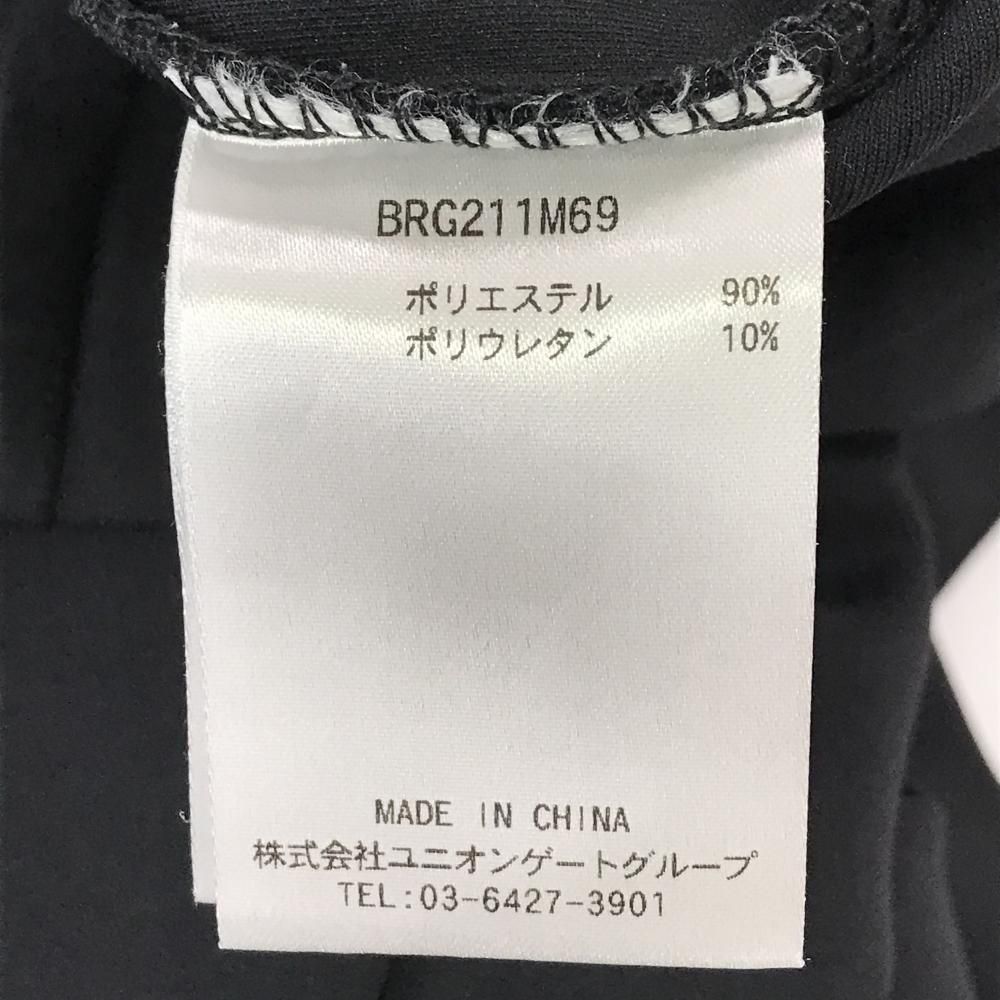 BRG211M69
ポリエステル 90%
ポリウレタン 10%
MADE IN CHINA
株式会社ユニオンゲートグループ
TEL:03-6427-3901